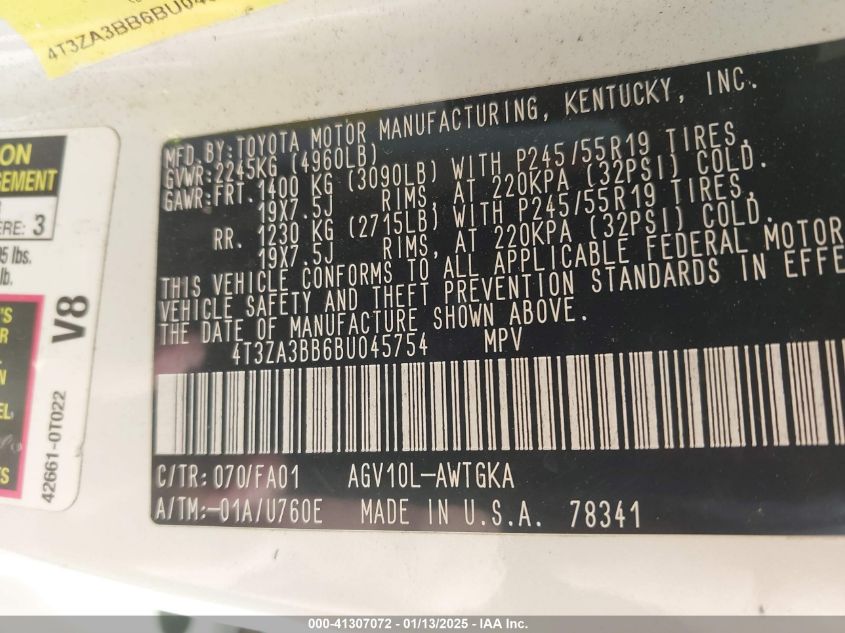 4T3ZA3BB6BU04
MFD.BY:TOYOTA MOTOR MANUFACTURING, KENTUCKY, INC.
GVWR:2245KG (4960LB)
GAWR:FRT. 1400 KG (3090LB) WITH P245/55R19 TIRES,
19X7.5J RIMS, AT 220KPA (32PSI) COLD.
RR. 1230 KG (2715LB) WITH P245/55R19 TIRES,
19X7.5J RIMS, AT 220KPA (32PSI) COLD.
THIS VEHICLE CONFORMS TO ALL APPLICABLE FEDERAL MOTOR
VEHICLE SAFETY AND THEFT PREVENTION STANDARDS IN EFFE
THE DATE OF MANUFACTURE SHOWN ABOVE.
4T3ZA3BB6BU045754 MPV
C/TR: 070/FA01 AGV10L-AWTGKA
A/TM:-01A/U760E MADE IN U.S.A. 78341
ON
GEMENT
ERE: 3
5 lbs.
lb.
'S
R
N
EL,
S
V8
42661-0T022
000-41307072 — 01/13/2025 — IAA Inc.